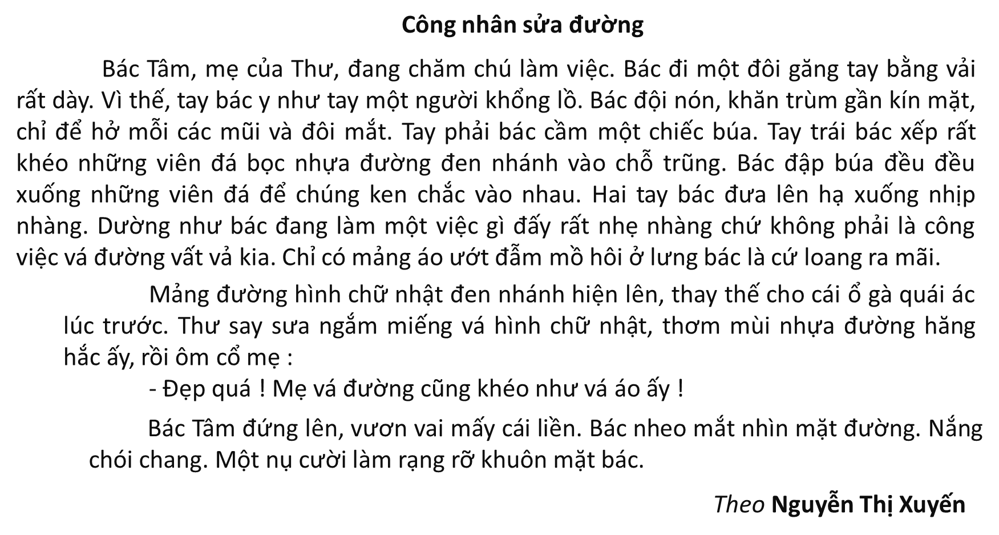 Công nhân sửa đường
Bác Tâm, mẹ của Thư, đang chăm chú làm việc. Bác đi một đôi găng tay bằng vải
rất dày. Vì thế, tay bác y như tay một người khổng lồ. Bác đội nón, khăn trùm gần kín mặt,
chỉ để hở mỗi các mũi và đôi mắt. Tay phải bác cầm một chiếc búa. Tay trái bác xếp rất
khéo những viên đá bọc nhựa đường đen nhánh vào chỗ trũng. Bác đập búa đều đều
xuống những viên đá để chúng ken chắc vào nhau. Hai tay bác đưa lên hạ xuống nhịp
nhàng. Dường như bác đang làm một việc gì đấy rất nhẹ nhàng chứ không phải là công
việc vá đường vất vả kia. Chỉ có mảng áo ướt đẫm mồ hôi ở lưng bác là cứ loang ra mãi.
Mảng đường hình chữ nhật đen nhánh hiện lên, thay thế cho cái ổ gà quái ác
lúc trước. Thư say sưa ngắm miếng vá hình chữ nhật, thơm mùi nhựa đường hăng
hắc ấy, rồi ôm cổ mẹ :
- Đẹp quá ! Mẹ vá đường cũng khéo như vá áo ấy !
Bác Tâm đứng lên, vươn vai mấy cái liền. Bác nheo mắt nhìn mặt đường. Nắng
chói chang. Một nụ cười làm rạng rỡ khuôn mặt bác.
Theo Nguyễn Thị Xuyến